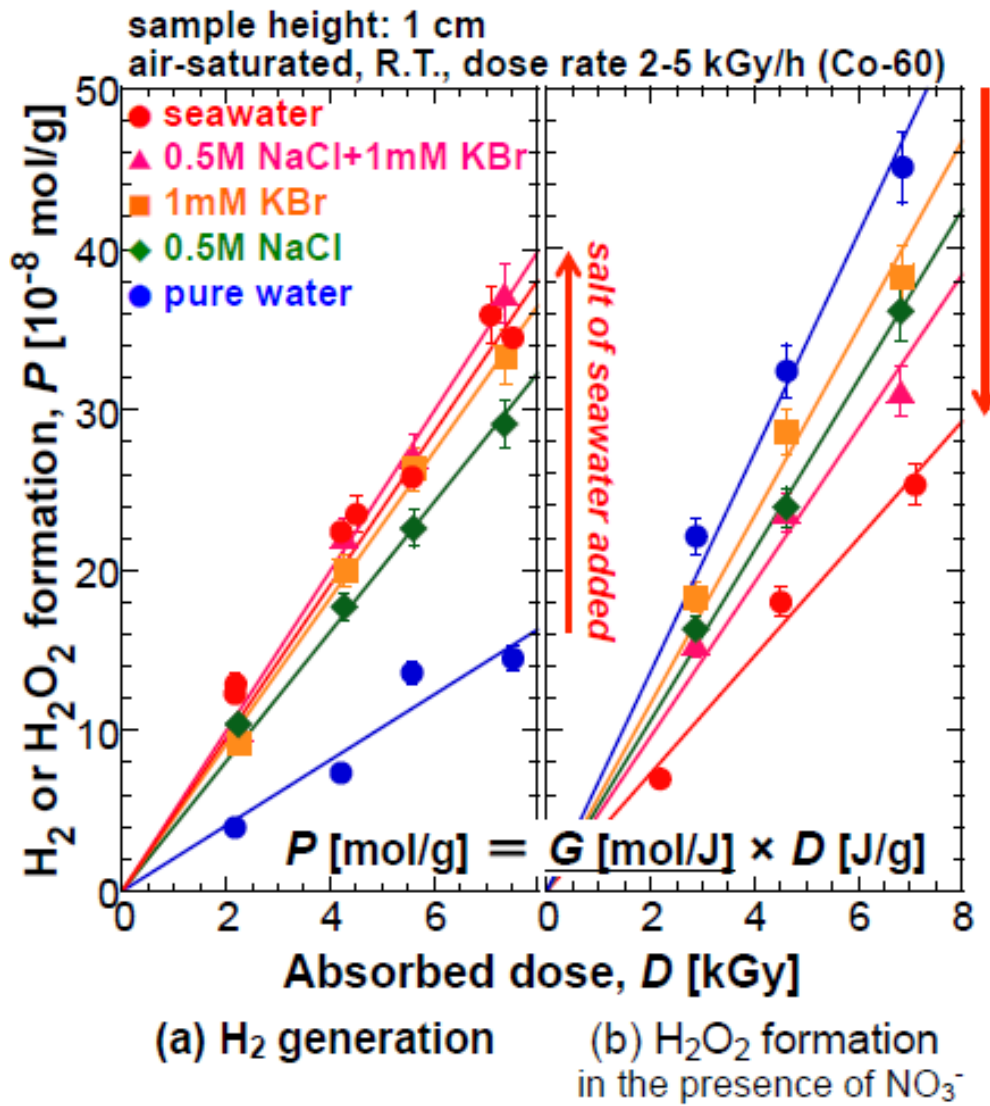 sample height: 1 cm
air-saturated, R.T., dose rate 2-5 kGy/h (Co-60)
H₂ or H₂O₂ formation, P [10⁻⁸ mol/g]
50
40
30
20
10
0
seawater
0.5M NaCl+1mM KBr
1mM KBr
0.5M NaCl
pure water
salt of seawater added
P [mol/g] = G [mol/J] × D [J/g]
0 2 4 6 0 2 4 6 8
Absorbed dose, D [kGy]
(a) H₂ generation
(b) H₂O₂ formation
in the presence of NO₃⁻